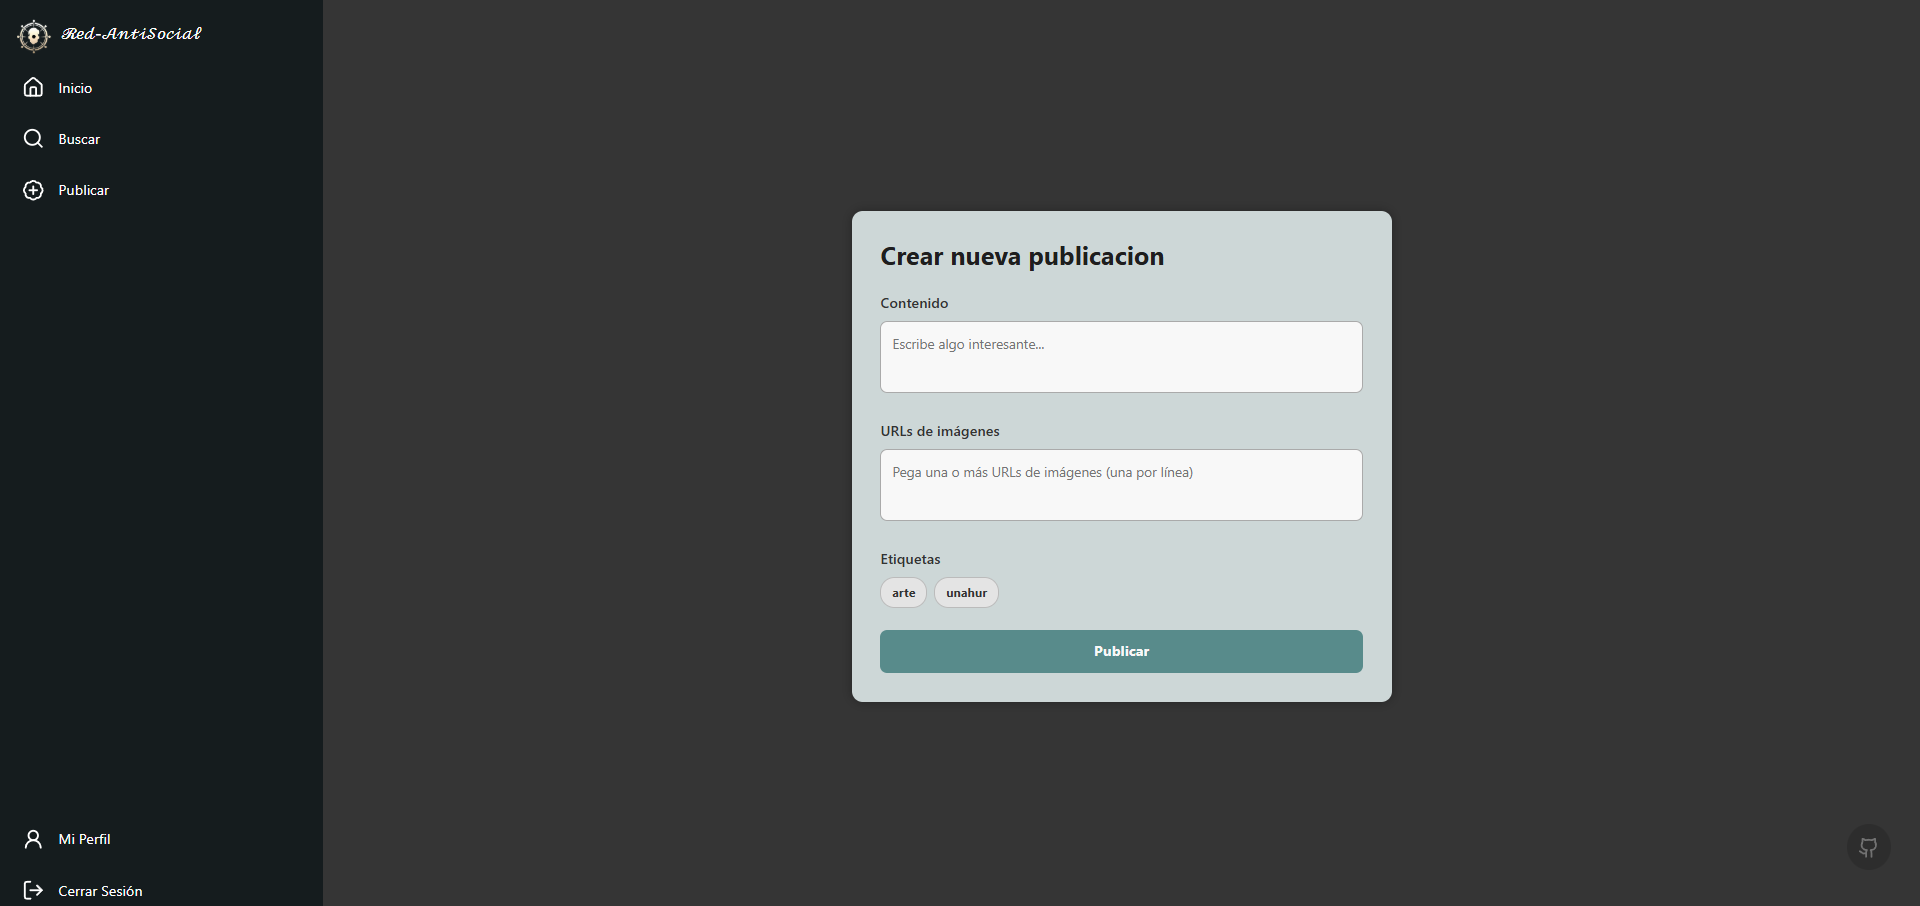 Red-AntiSocial
Inicio
Buscar
Publicar
Mi Perfil
Cerrar Sesión
Crear nueva publicacion
Contenido
Escribe algo interesante...
URLs de imágenes
Pega una o más URLs de imágenes (una por línea)
Etiquetas
arte unahur
Publicar